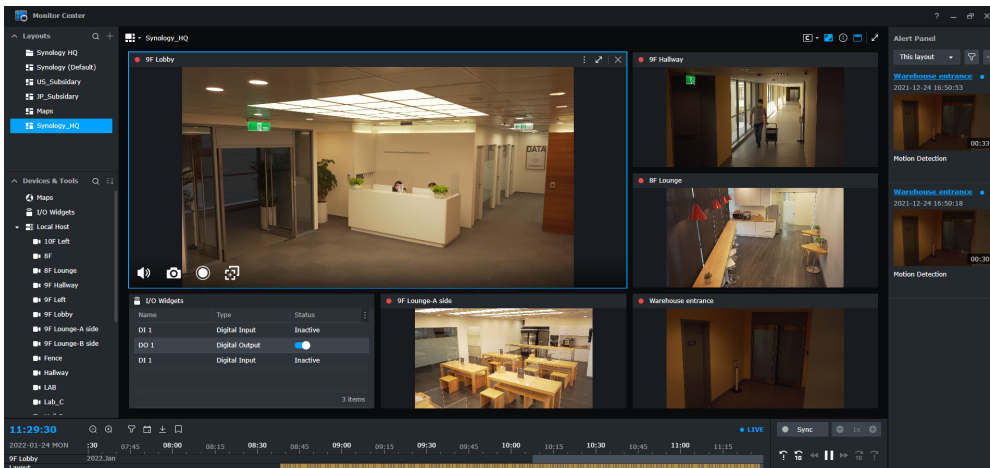 Monitor Center
Layouts
Synology HQ
Synology (Default)
US_Subsidary
JP_Subsidary
Maps
Synology_HQ
Devices & Tools
Maps
I/O Widgets
Local Host
10F Left
8F
8F Lounge
9F Hallway
9F Left
9F Lobby
9F Lounge-A side
9F Lounge-B side
Fence
Hallway
LAB
Lab_C
Synology_HQ
9F Lobby
DATA
9F Hallway
8F Lounge
I/O Widgets
Name Type Status
DI 1 Digital Input Inactive
DO 1 Digital Output
DI 1 Digital Input Inactive
3 items
9F Lounge-A side
Warehouse entrance
Alert Panel
This layout
Warehouse entrance
2021-12-24 16:50:53
00:33
Motion Detection
Warehouse entrance
2021-12-24 16:50:18
00:30
Motion Detection
11:29:30
LIVE
Sync
1x
2022-01-24 MON
:30 07:45 08:00 08:15 08:30 08:45 09:00 09:15 09:30 09:45 10:00 10:15 10:30 10:45 11:00 11:15
10
10
9F Lobby
2022.Jan
Layout